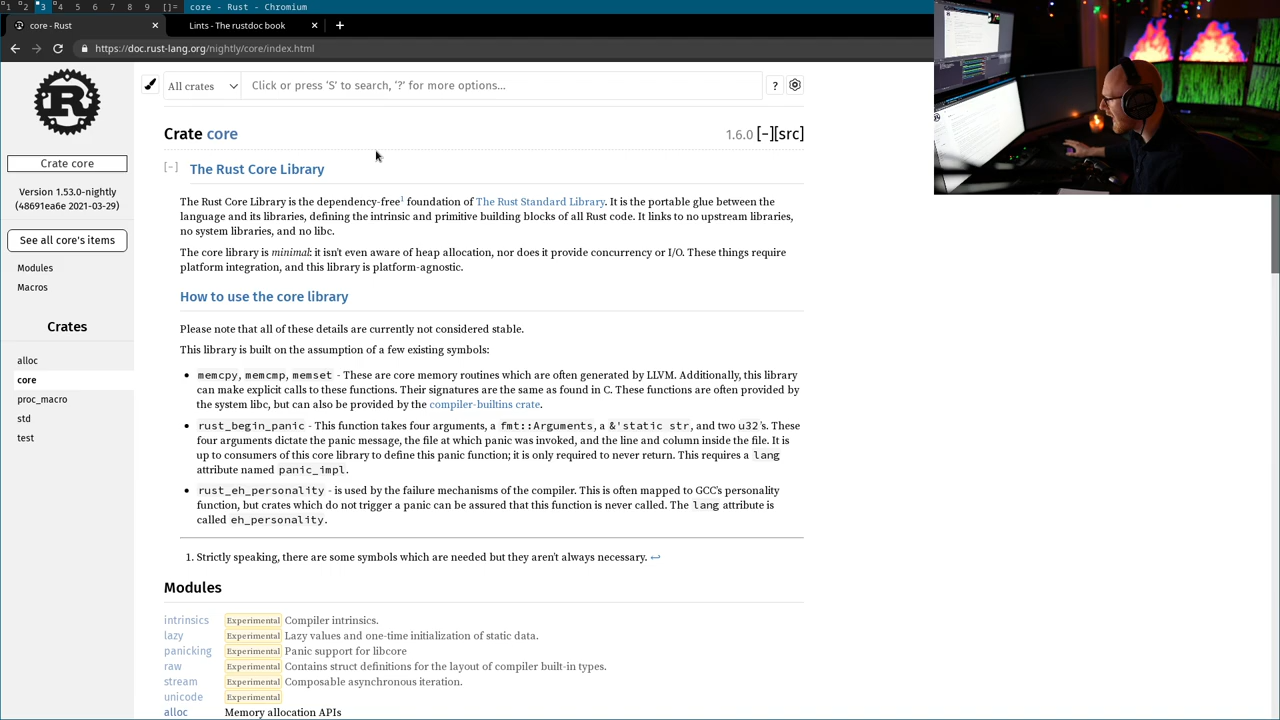 1 2 3 4 5 6 7 8 9 []= core - Rust - Chromium
core - Rust × Lints - The rustdoc book × +
https://doc.rust-lang.org/nightly/core/index.html
All crates Click or press ‘S’ to search, ‘?’ for more options... ?
Crate core 1.6.0 [−][src]
Crate core
Version 1.53.0-nightly
(48691ea6e 2021-03-29)
See all core's items
Modules
Macros
Crates
alloc
core
proc_macro
std
test
[−] The Rust Core Library
The Rust Core Library is the dependency-free1 foundation of The Rust Standard Library. It is the portable glue between the
language and its libraries, defining the intrinsic and primitive building blocks of all Rust code. It links to no upstream libraries,
no system libraries, and no libc.
The core library is minimal: it isn’t even aware of heap allocation, nor does it provide concurrency or I/O. These things require
platform integration, and this library is platform-agnostic.
How to use the core library
Please note that all of these details are currently not considered stable.
This library is built on the assumption of a few existing symbols:
• memcpy, memcmp, memset - These are core memory routines which are often generated by LLVM. Additionally, this library
can make explicit calls to these functions. Their signatures are the same as found in C. These functions are often provided by
the system libc, but can also be provided by the compiler-builtins crate.
• rust_begin_panic - This function takes four arguments, a fmt::Arguments, a &'static str, and two u32’s. These
four arguments dictate the panic message, the file at which panic was invoked, and the line and column inside the file. It is
up to consumers of this core library to define this panic function; it is only required to never return. This requires a lang
attribute named panic_impl.
• rust_eh_personality - is used by the failure mechanisms of the compiler. This is often mapped to GCC’s personality
function, but crates which do not trigger a panic can be assured that this function is never called. The lang attribute is
called eh_personality.
1. Strictly speaking, there are some symbols which are needed but they aren’t always necessary. ↩
Modules
intrinsics Experimental Compiler intrinsics.
lazy Experimental Lazy values and one-time initialization of static data.
panicking Experimental Panic support for libcore
raw Experimental Contains struct definitions for the layout of compiler built-in types.
stream Experimental Composable asynchronous iteration.
unicode Experimental
alloc Memory allocation APIs